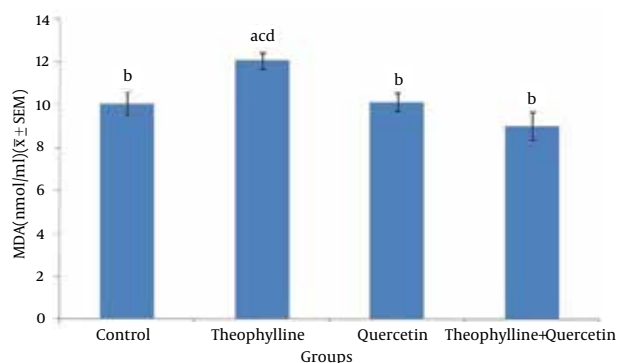 14
12
10
8
6
4
2
0
MDA(nmol/ml)(x̄ ± SEM)
b
acd
b
b
Control Theophylline Quercetin Theophylline+Quercetin
Groups